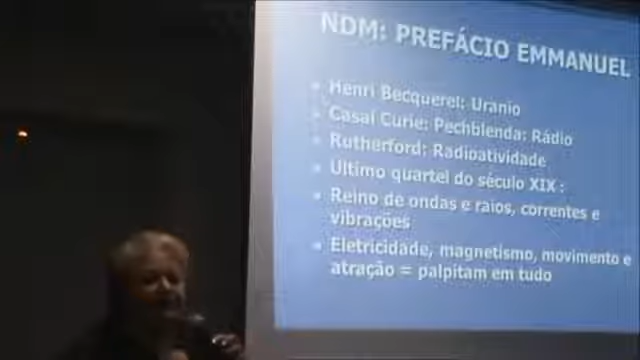 NDM: PREFÁCIO EMMANUEL
Henri Becquerel: Uranio
Casal Curie: Pechblenda: Rádio
Rutherford: Radioatividade
Ultimo quartel do século XIX :
Reino de ondas e raios, correntes e
vibrações
Eletricidade, magnetismo, movimento e
atração = palpitam em tudo